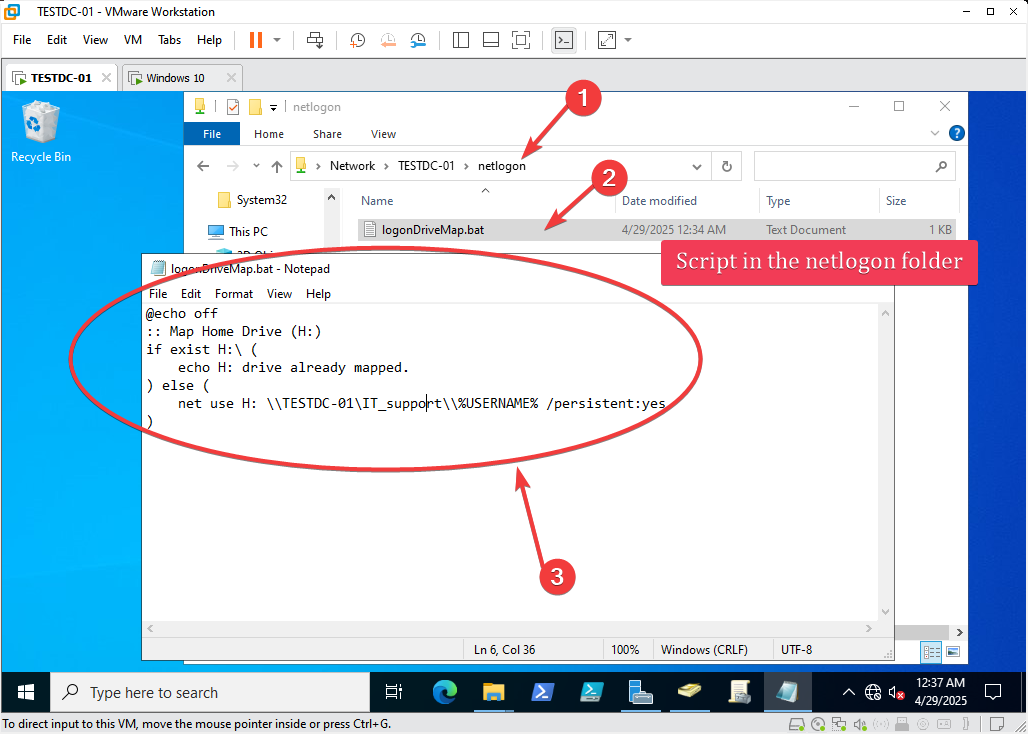 TESTDC-01 - VMware Workstation
File Edit View VM Tabs Help
TESTDC-01 Windows 10
Recycle Bin
netlogon
1
File Home Share View
Network > TESTDC-01 > netlogon
2
System32
This PC
Name Date modified Type Size
logonDriveMap.bat 4/29/2025 12:34 AM Text Document 1 KB
Script in the netlogon folder
logonDriveMap.bat - Notepad
File Edit Format View Help
@echo off
:: Map Home Drive (H:)
if exist H:\ (
echo H: drive already mapped.
) else (
net use H: \\TESTDC-01\IT_support\\%USERNAME% /persistent:yes
)
3
Ln 6, Col 36 100% Windows (CRLF) UTF-8
Type here to search
12:37 AM
4/29/2025
To direct input to this VM, move the mouse pointer inside or press Ctrl+G.